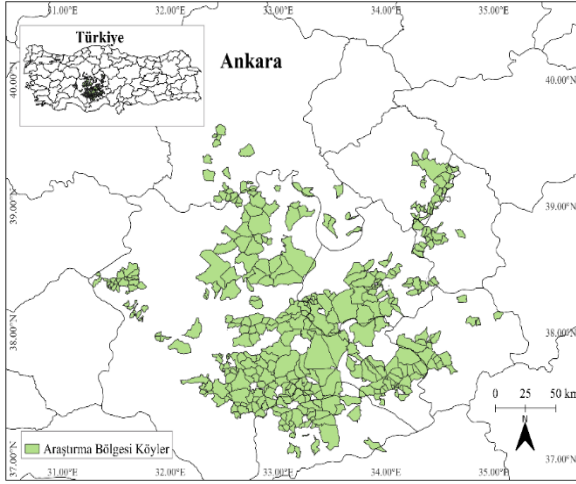 31.00°E 32.00°E 33.00°E 34.00°E 35.00°E
Türkiye
Ankara
40.00°N 40.00°N
39.00°N 39.00°N
38.00°N 38.00°N
37.00°N 37.00°N
0 25 50 km
N
Araştırma Bölgesi Köyler
31.00°E 32.00°E 33.00°E 34.00°E 35.00°E